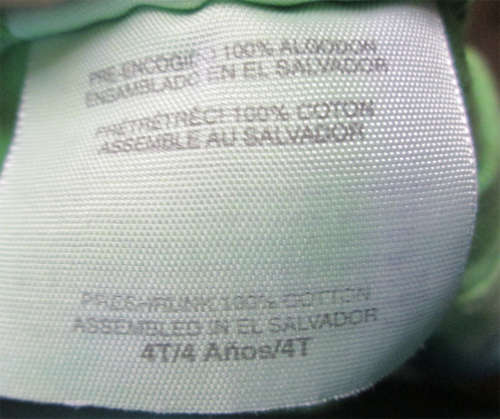 PRE-ENCOGIDO 100% ALGODON
ENSAMBLADO EN EL SALVADOR
PRÉTRÉTRÉCI 100% COTON
ASSEMBLE AU SALVADOR
PRESHRUNK 100% COTTON
ASSEMBLED IN EL SALVADOR
4T/4 Años/4T